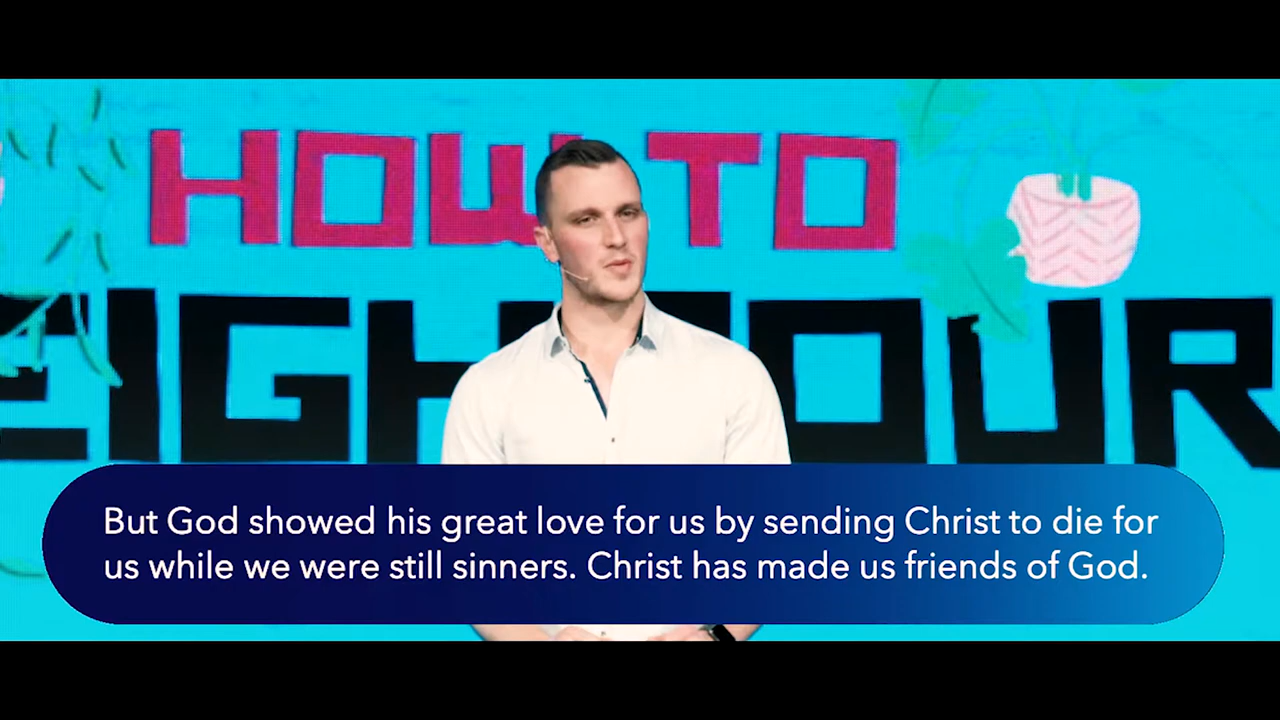 HOW TO
EIGHBOUR
But God showed his great love for us by sending Christ to die for
us while we were still sinners. Christ has made us friends of God.